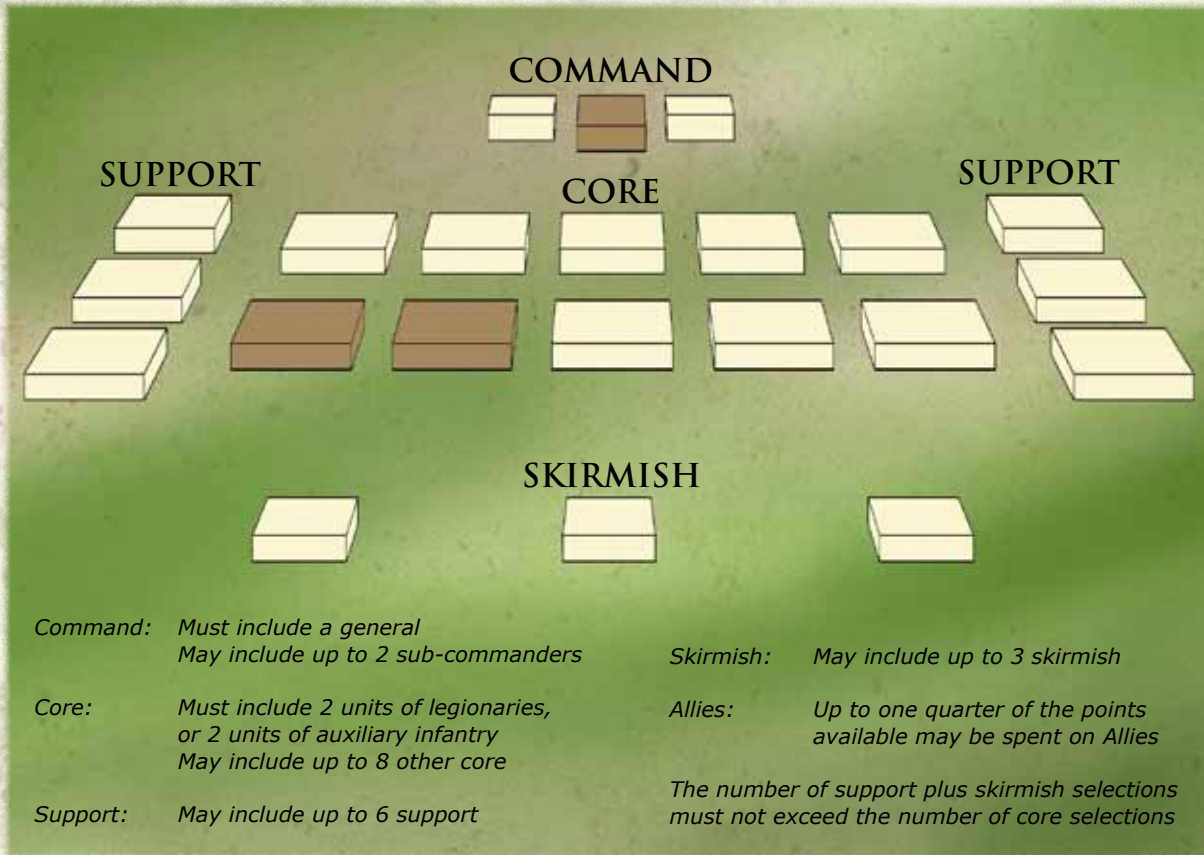 COMMAND
SUPPORT
CORE
SUPPORT
SKIRMISH
Command: Must include a general
May include up to 2 sub-commanders
Core: Must include 2 units of legionaries,
or 2 units of auxiliary infantry
May include up to 8 other core
Support: May include up to 6 support
Skirmish: May include up to 3 skirmish
Allies: Up to one quarter of the points
available may be spent on Allies
The number of support plus skirmish selections
must not exceed the number of core selections